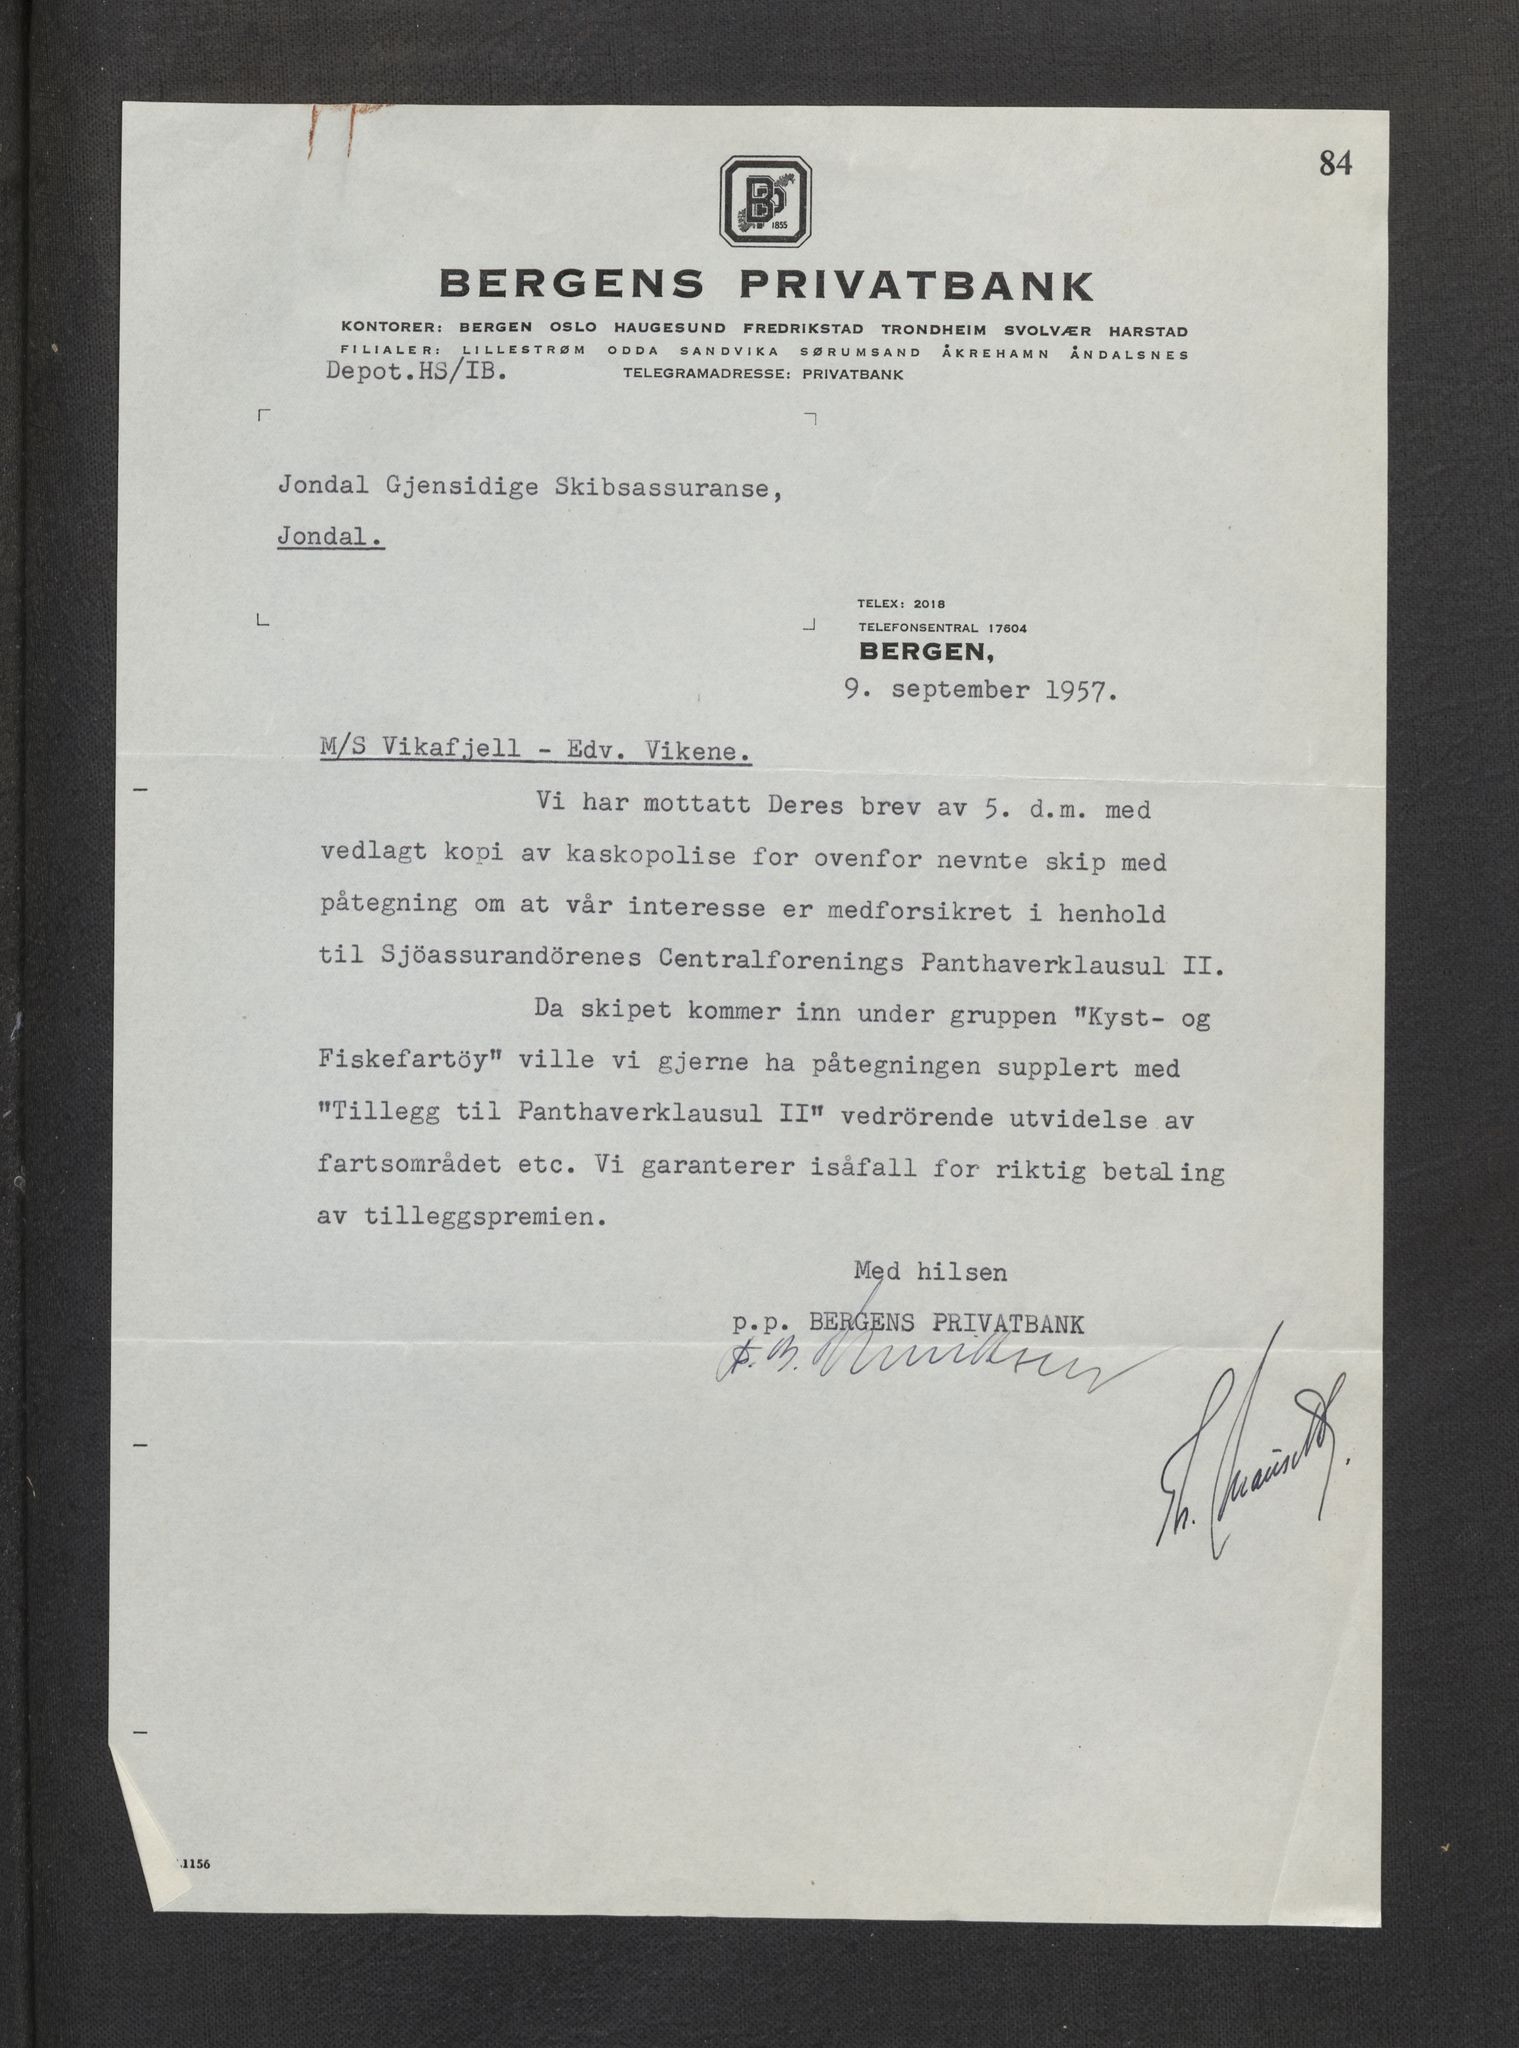 84
BP
1855
BERGENS PRIVATBANK
KONTORER: BERGEN OSLO HAUGESUND FREDRIKSTAD TRONDHEIM SVOLVÆR HARSTAD
FILIALER: LILLESTRØM ODDA SANDVIKA SØRUMSAND ÅKREHAMN ÅNDALSNES
Depot.HS/IB. TELEGRAMADRESSE: PRIVATBANK
Jondal Gjensidige Skibsassuranse,
Jondal.
TELEX: 2018
TELEFONSENTRAL 17604
BERGEN,
9. september 1957.
M/S Vikafjell - Edv. Vikene.
Vi har mottatt Deres brev av 5. d.m. med
vedlagt kopi av kaskopolise for ovenfor nevnte skip med
påtegning om at vår interesse er medforsikret i henhold
til Sjöassurandörenes Centralforenings Panthaverklausul II.
Da skipet kommer inn under gruppen "Kyst- og
Fiskefartöy" ville vi gjerne ha påtegningen supplert med
"Tillegg til Panthaverklausul II" vedrörende utvidelse av
fartsområdet etc. Vi garanterer isåfall for riktig betaling
av tilleggspremien.
Med hilsen
p.p. BERGENS PRIVATBANK
.1156